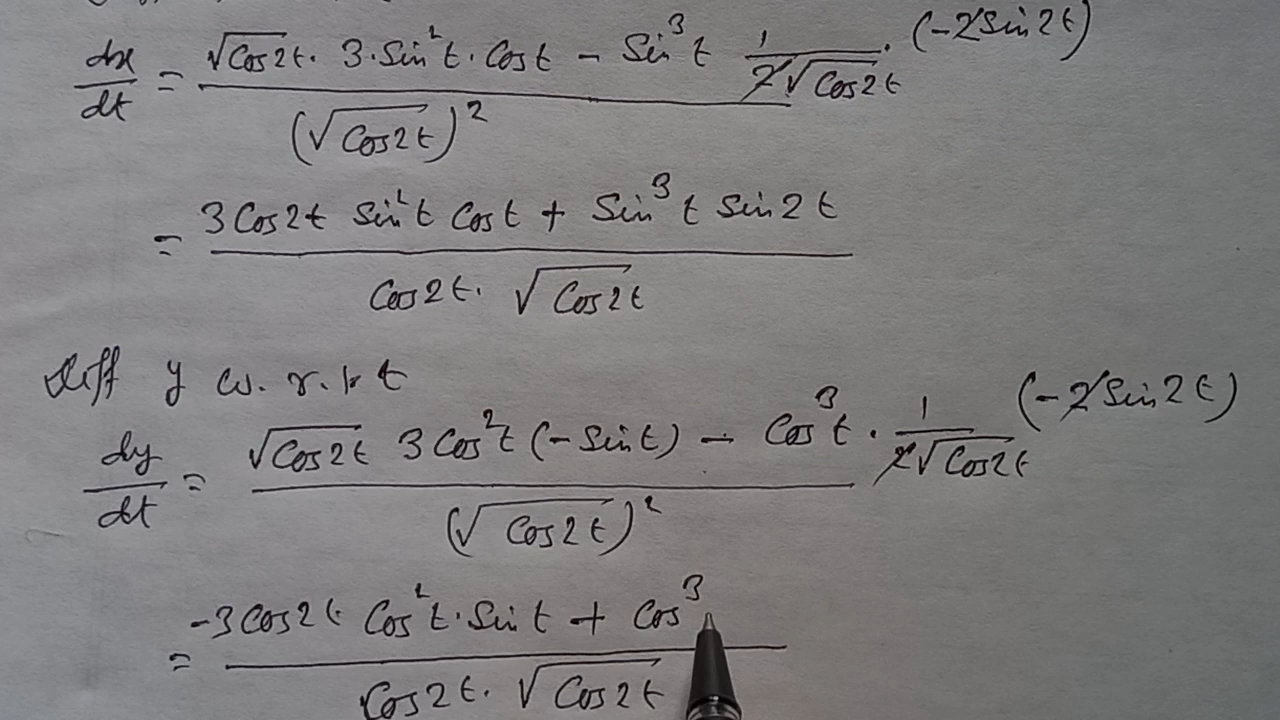 dx/dt = (√Cos2t · 3·Sin²t·Cost − Sin³t 1/(2√Cos2t)·(−2Sin2t)) / (√Cos2t)²
= (3Cos2t Sin²t Cost + Sin³t Sin2t) / (Cos2t·√Cos2t)
Diff y w.r.t t
dy/dt = (√Cos2t 3Cos²t(−Sint) − Cos³t · 1/(2√Cos2t) (−2Sin2t)) / (√Cos2t)²
= (−3Cos2t Cos²t·Sint + Cos³) / (Cos2t·√Cos2t)